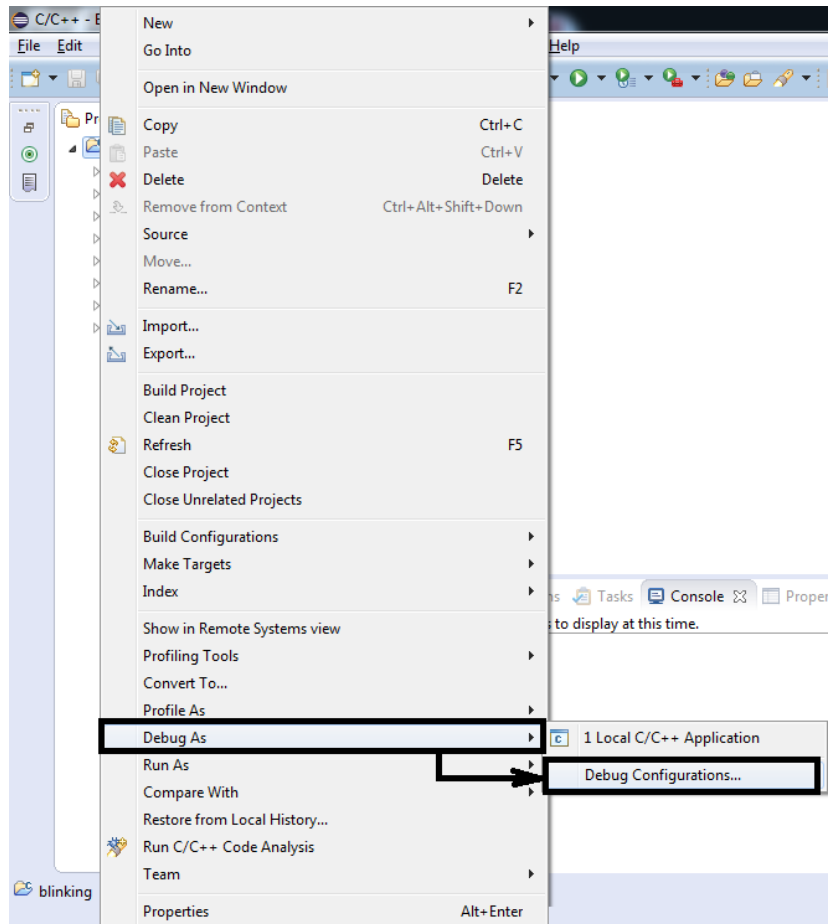 C/C++ - E
File Edit Help
New
Go Into
Open in New Window
Pr
Copy Ctrl+C
Paste Ctrl+V
Delete Delete
Remove from Context Ctrl+Alt+Shift+Down
Source
Move...
Rename... F2
Import...
Export...
Build Project
Clean Project
Refresh F5
Close Project
Close Unrelated Projects
Build Configurations
Make Targets
Index
ns Tasks Console Proper
Show in Remote Systems view
s to display at this time.
Profiling Tools
Convert To...
Profile As
Debug As
1 Local C/C++ Application
Run As
Debug Configurations...
Compare With
Restore from Local History...
Run C/C++ Code Analysis
Team
blinking
Properties Alt+Enter